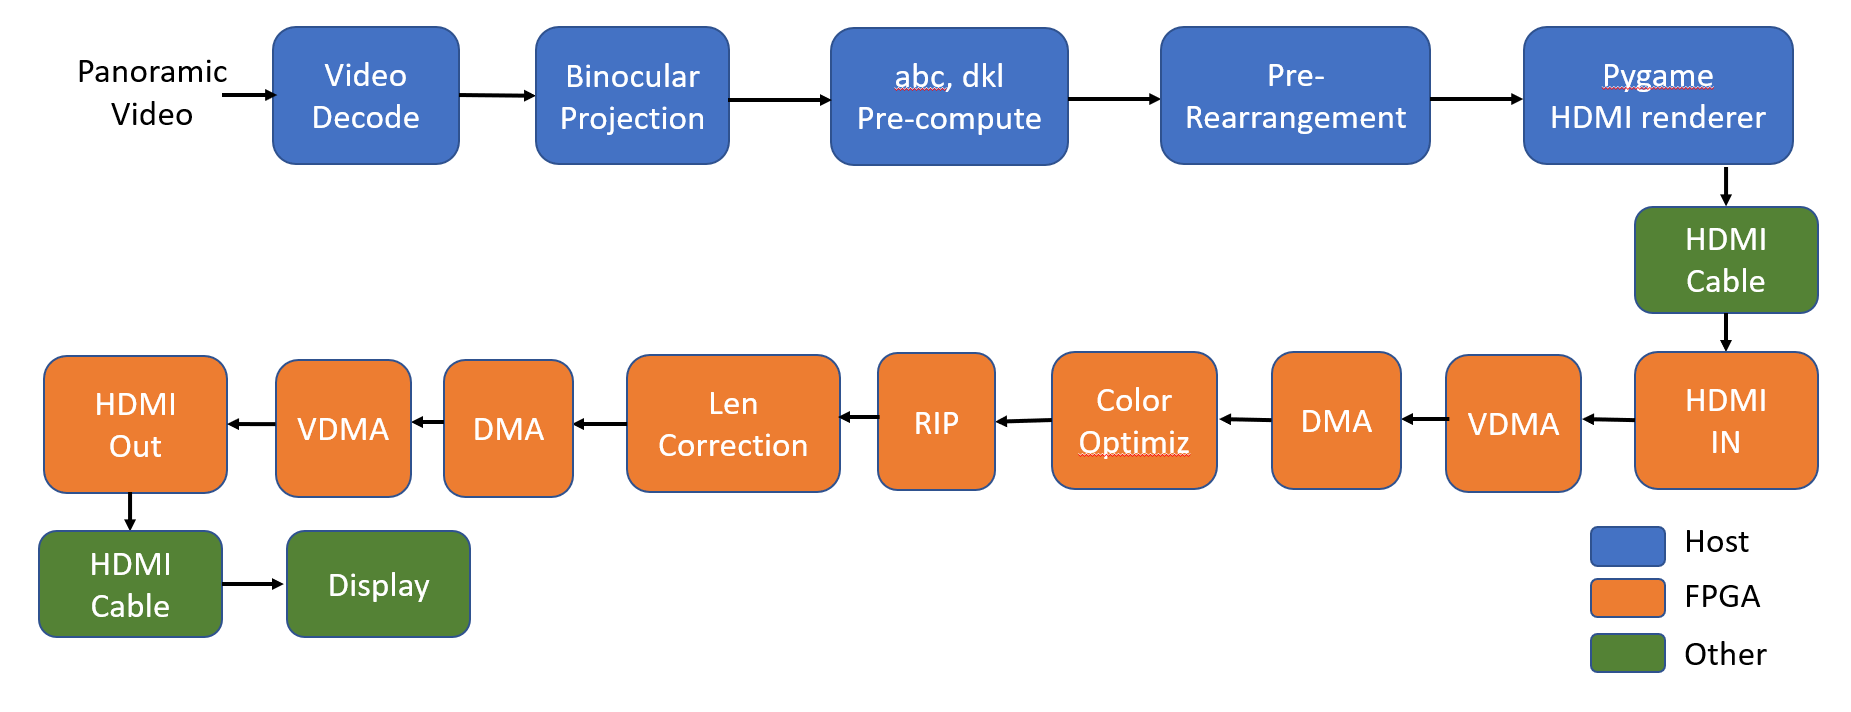 Panoramic
Video
Video
Decode
Binocular
Projection
abc, dkl
Pre-compute
Pre-
Rearrangement
Pygame
HDMI renderer
HDMI
Cable
HDMI
IN
VDMA
DMA
Color
Optimiz
RIP
Len
Correction
DMA
VDMA
HDMI
Out
HDMI
Cable
Display
Host
FPGA
Other